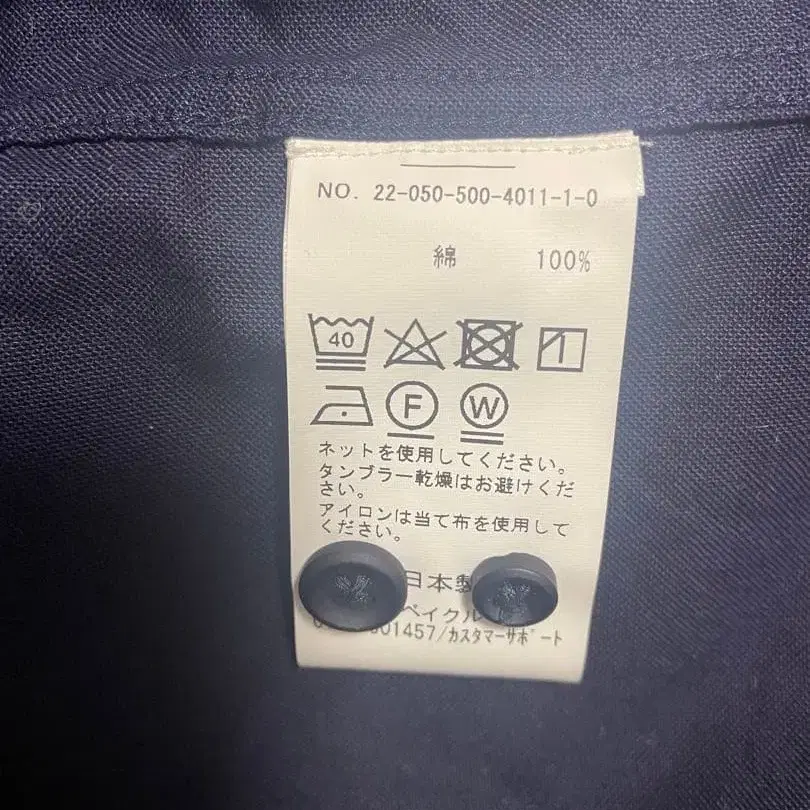 NO. 22-050-500-4011-1-0
綿 100%
40
F W
ネットを使用してください。
タンブラー乾燥はお避けくだ
さい。
アイロンは当て布を使用して
ください。
日本製
ベイクル
01457/カスタマーサポート